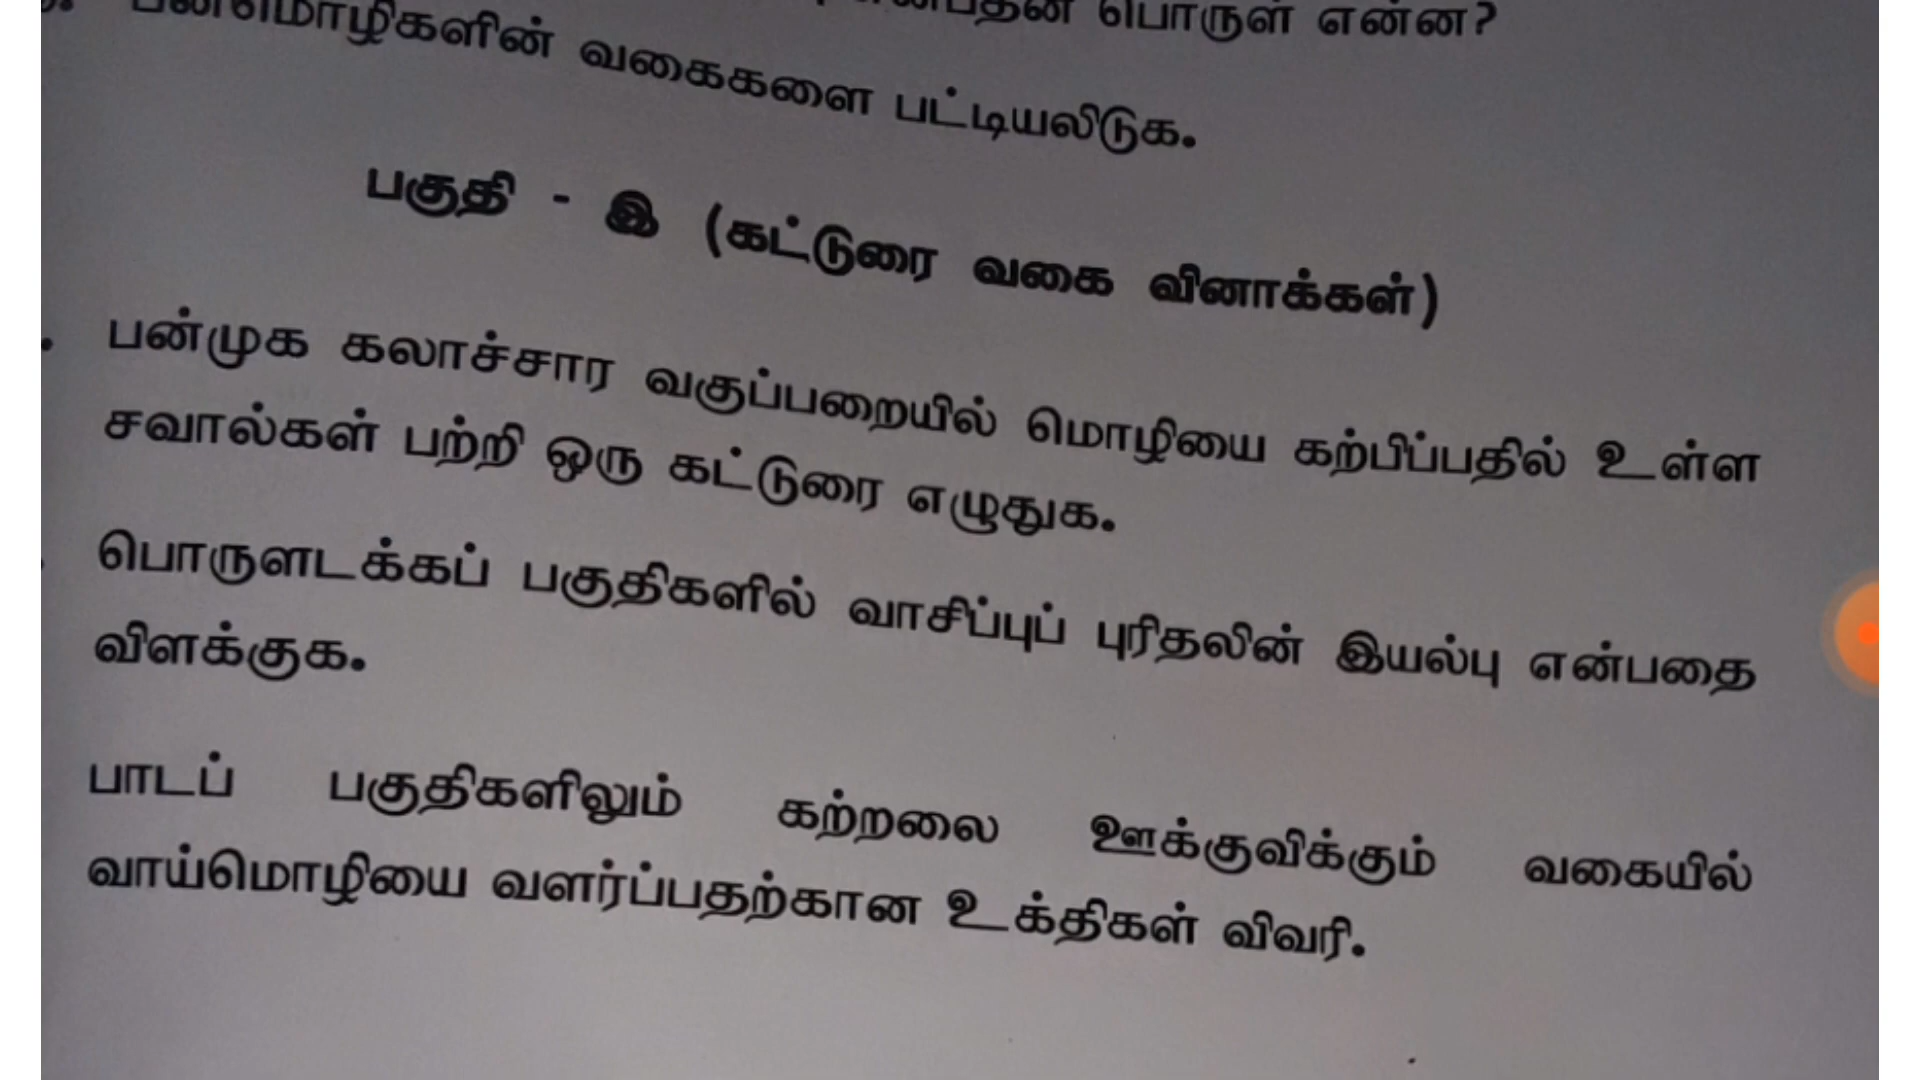 பொருள் என்ன?
பன்மொழிகளின் வகைகளை பட்டியலிடுக.
பகுதி - இ (கட்டுரை வகை வினாக்கள்)
பன்முக கலாச்சார வகுப்பறையில் மொழியை கற்பிப்பதில் உள்ள
சவால்கள் பற்றி ஒரு கட்டுரை எழுதுக.
பொருளடக்கப் பகுதிகளில் வாசிப்புப் புரிதலின் இயல்பு என்பதை
விளக்குக.
பாடப் பகுதிகளிலும் கற்றலை ஊக்குவிக்கும் வகையில்
வாய்மொழியை வளர்ப்பதற்கான உக்திகள் விவரி.